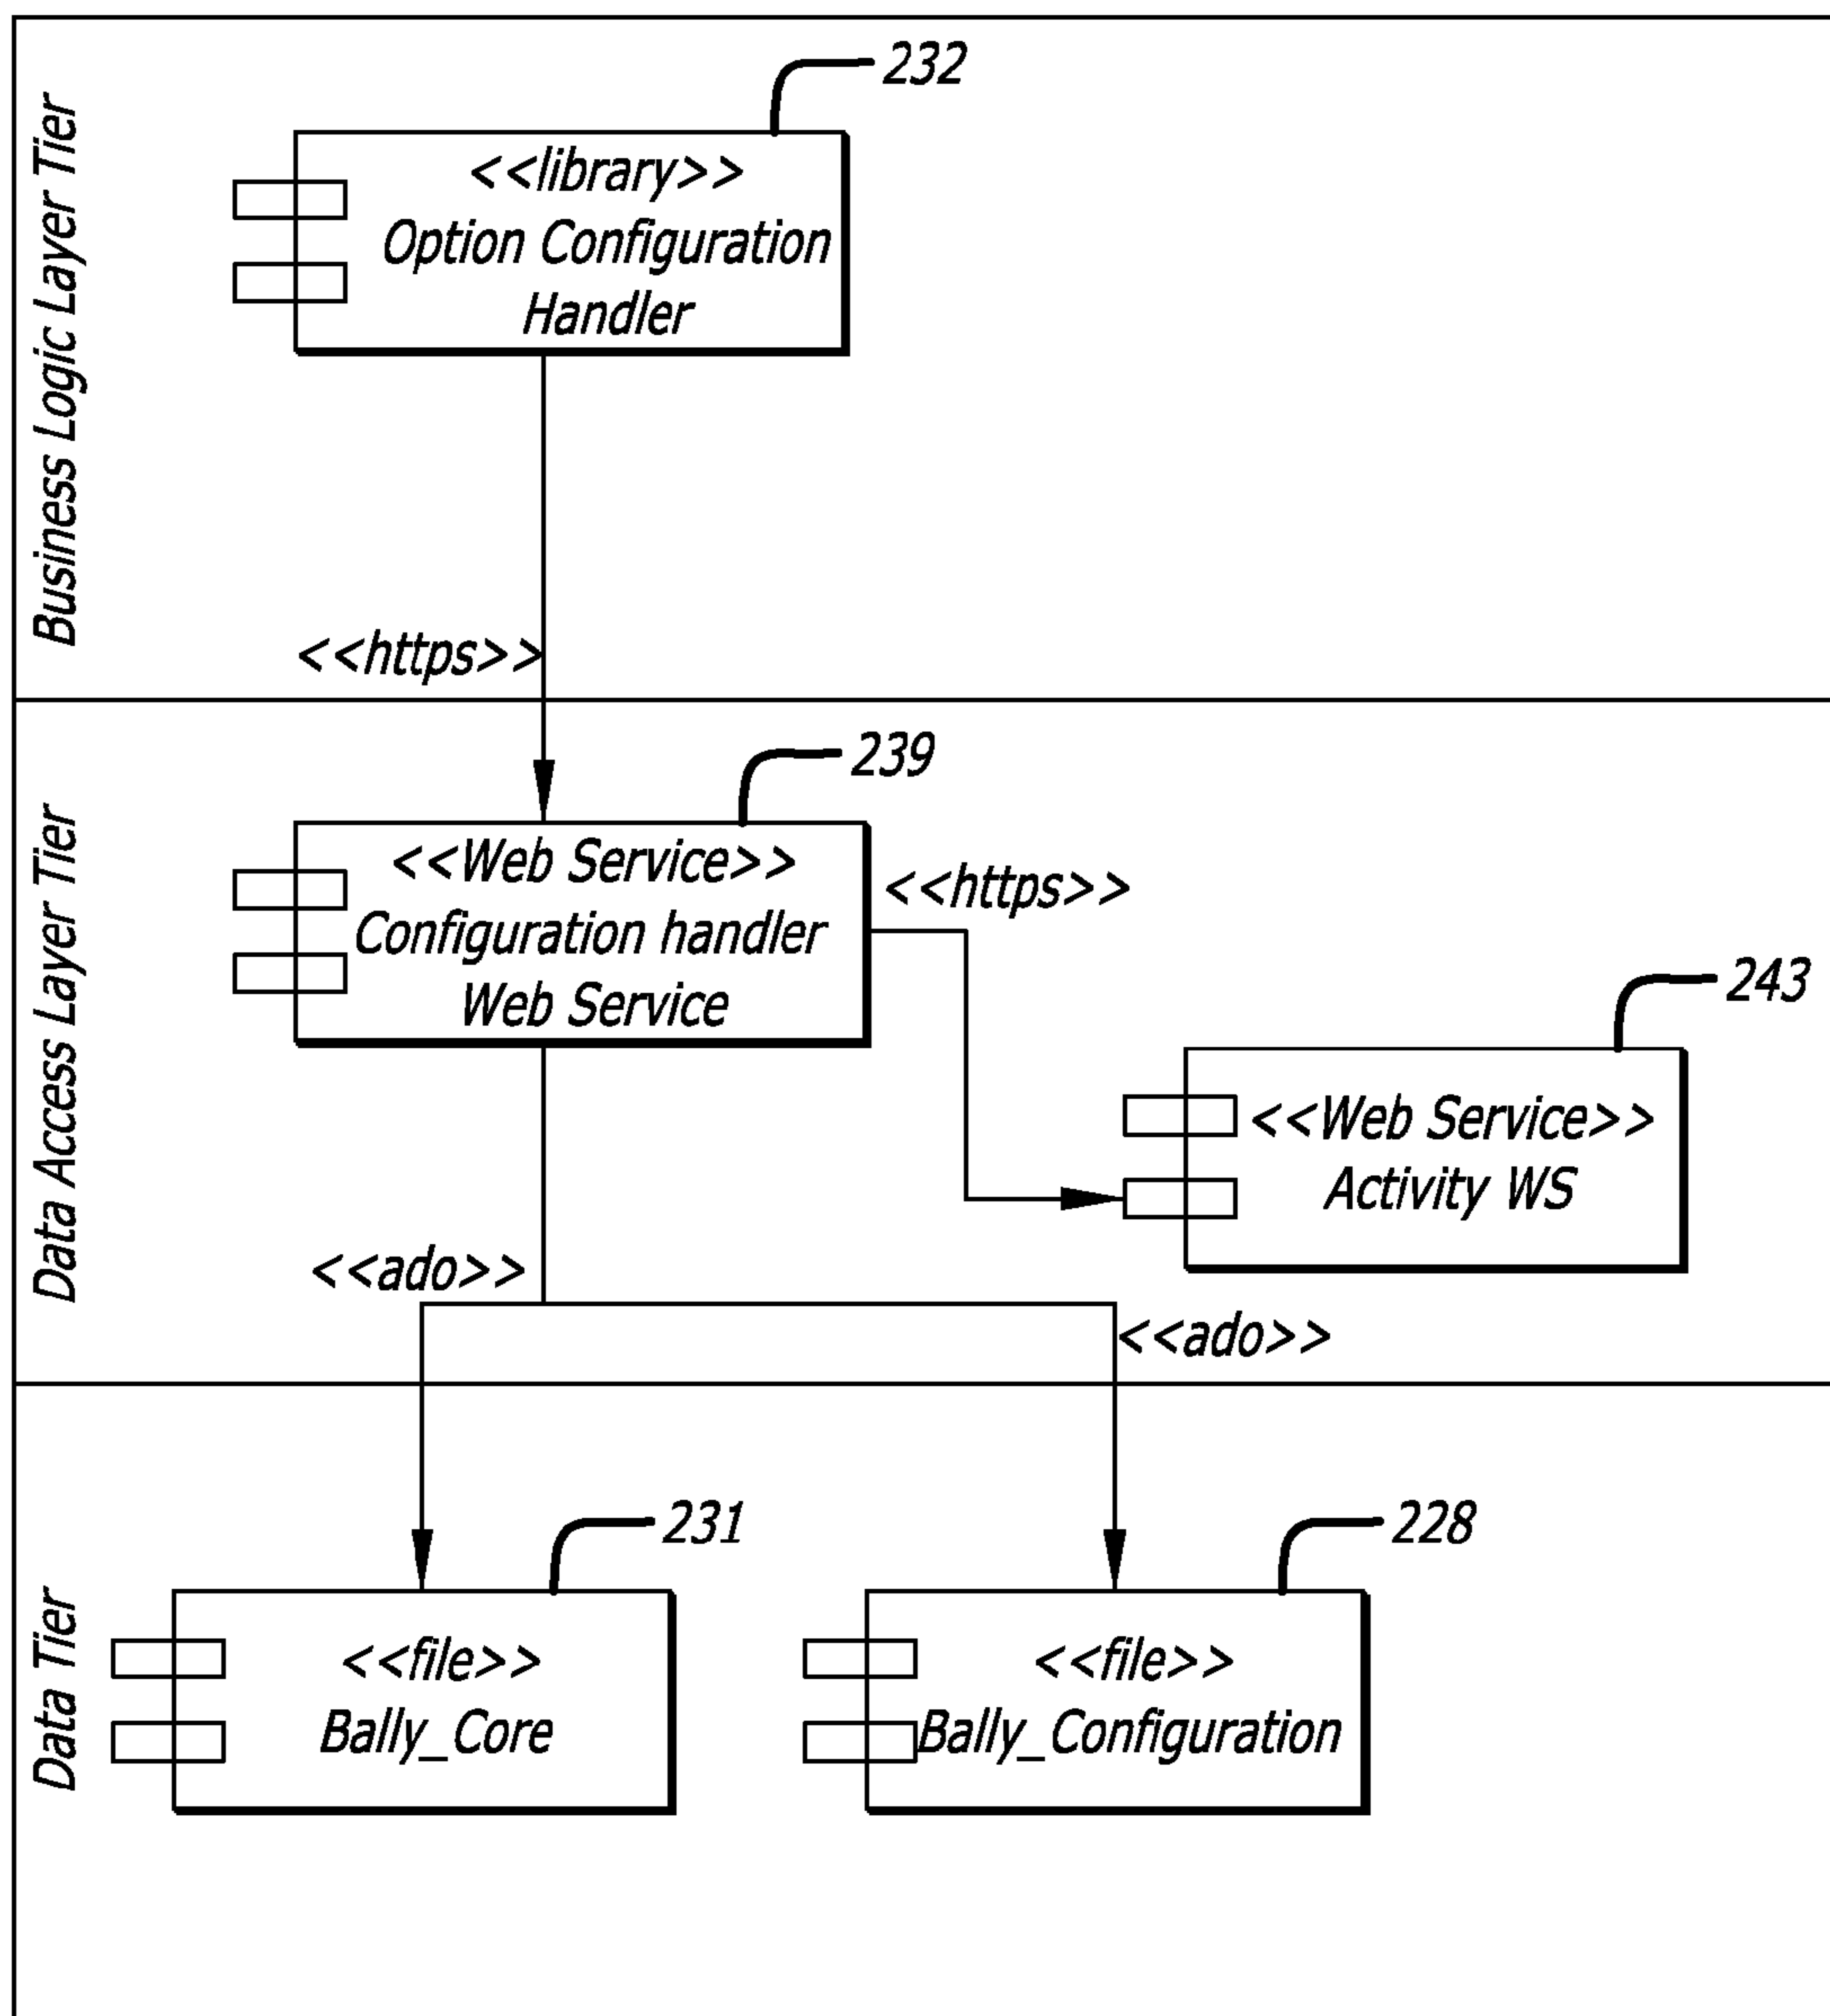 Business Logic Layer Tier
232
<<library>>
Option Configuration
Handler
<<https>>
Data Access Layer Tier
239
<<Web Service>>
Configuration handler
Web Service
<<https>>
243
<<Web Service>>
Activity WS
<<ado>>
<<ado>>
Data Tier
231
<<file>>
Bally_Core
228
<<file>>
Bally_Configuration